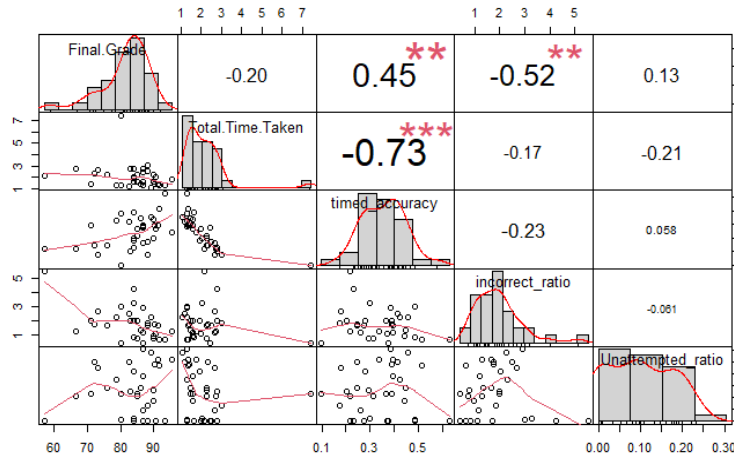 1 2 3 4 5 6 7
1 2 3 4 5
Final.Grade
-0.20
0.45
**
-0.52
**
0.13
7
5
3
1
Total.Time.Taken
-0.73
***
-0.17
-0.21
timed_accuracy
-0.23
0.058
5
3
1
incorrect_ratio
-0.061
Unattempted_ratio
60 70 80 90
0.1 0.3 0.5
0.00 0.10 0.20 0.30